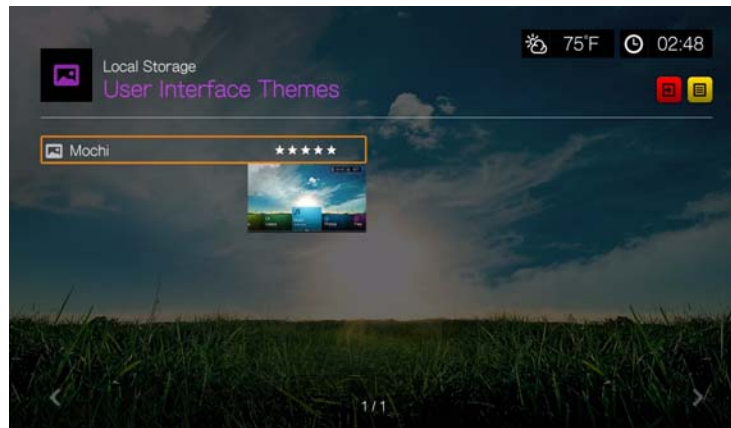 75°F 02:48
Local Storage
User Interface Themes
Mochi ★★★★★
1/1